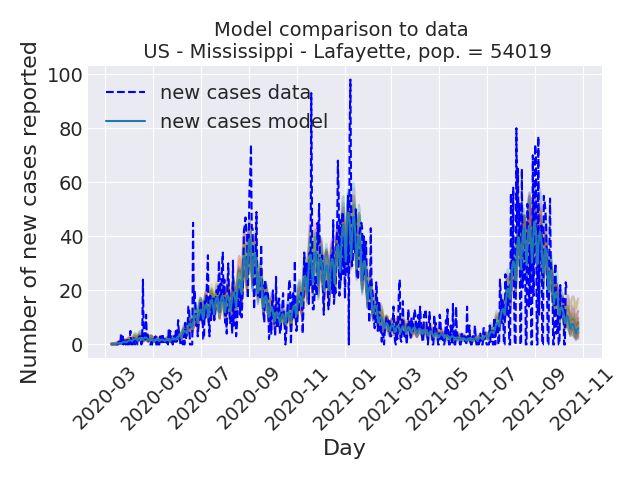 Model comparison to data
US - Mississippi - Lafayette, pop. = 54019
Number of new cases reported
100
80
60
40
20
0
new cases data
new cases model
2020-03
2020-05
2020-07
2020-09
2020-11
2021-01
2021-03
2021-05
2021-07
2021-09
2021-11
Day